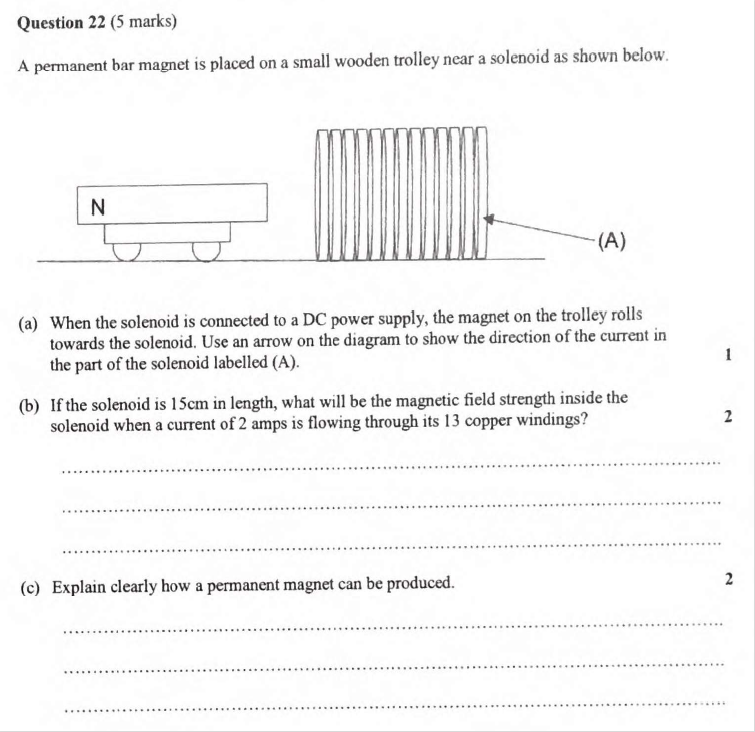 Question 22 (5 marks)
A permanent bar magnet is placed on a small wooden trolley near a solenoid as shown below.
N
(A)
(a) When the solenoid is connected to a DC power supply, the magnet on the trolley rolls
towards the solenoid. Use an arrow on the diagram to show the direction of the current in
the part of the solenoid labelled (A).
1
(b) If the solenoid is 15cm in length, what will be the magnetic field strength inside the
solenoid when a current of 2 amps is flowing through its 13 copper windings?
2
(c) Explain clearly how a permanent magnet can be produced.
2